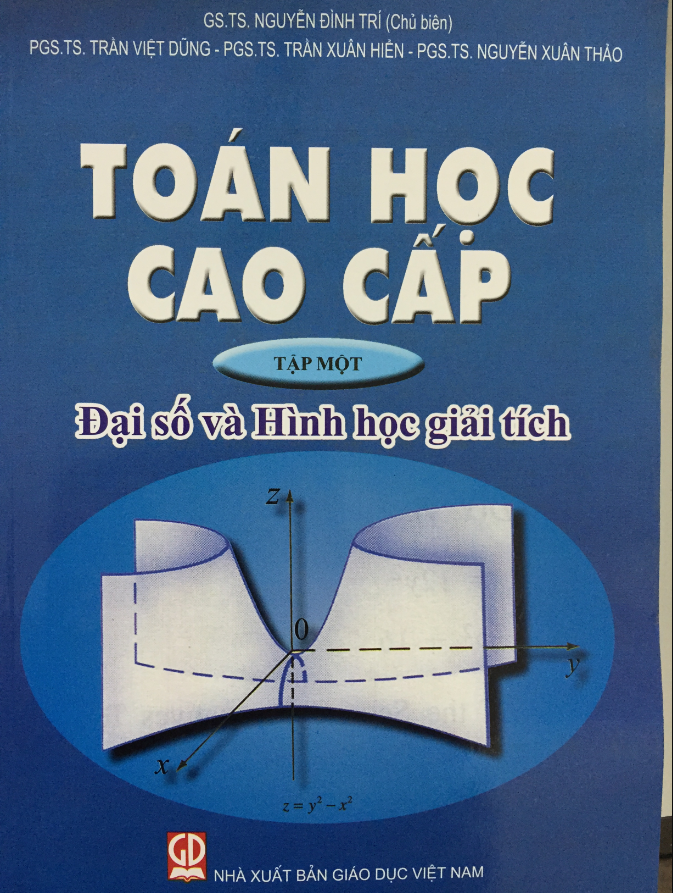 GS.TS. NGUYỄN ĐÌNH TRÍ (Chủ biên)
PGS.TS. TRẦN VIỆT DŨNG - PGS.TS. TRẦN XUÂN HIỂN - PGS.TS. NGUYỄN XUÂN THẢO
TOÁN HỌC
CAO CẤP
TẬP MỘT
Đại số và Hình học giải tích
z
0
y
x
z = y² – x²
GD
NHÀ XUẤT BẢN GIÁO DỤC VIỆT NAM